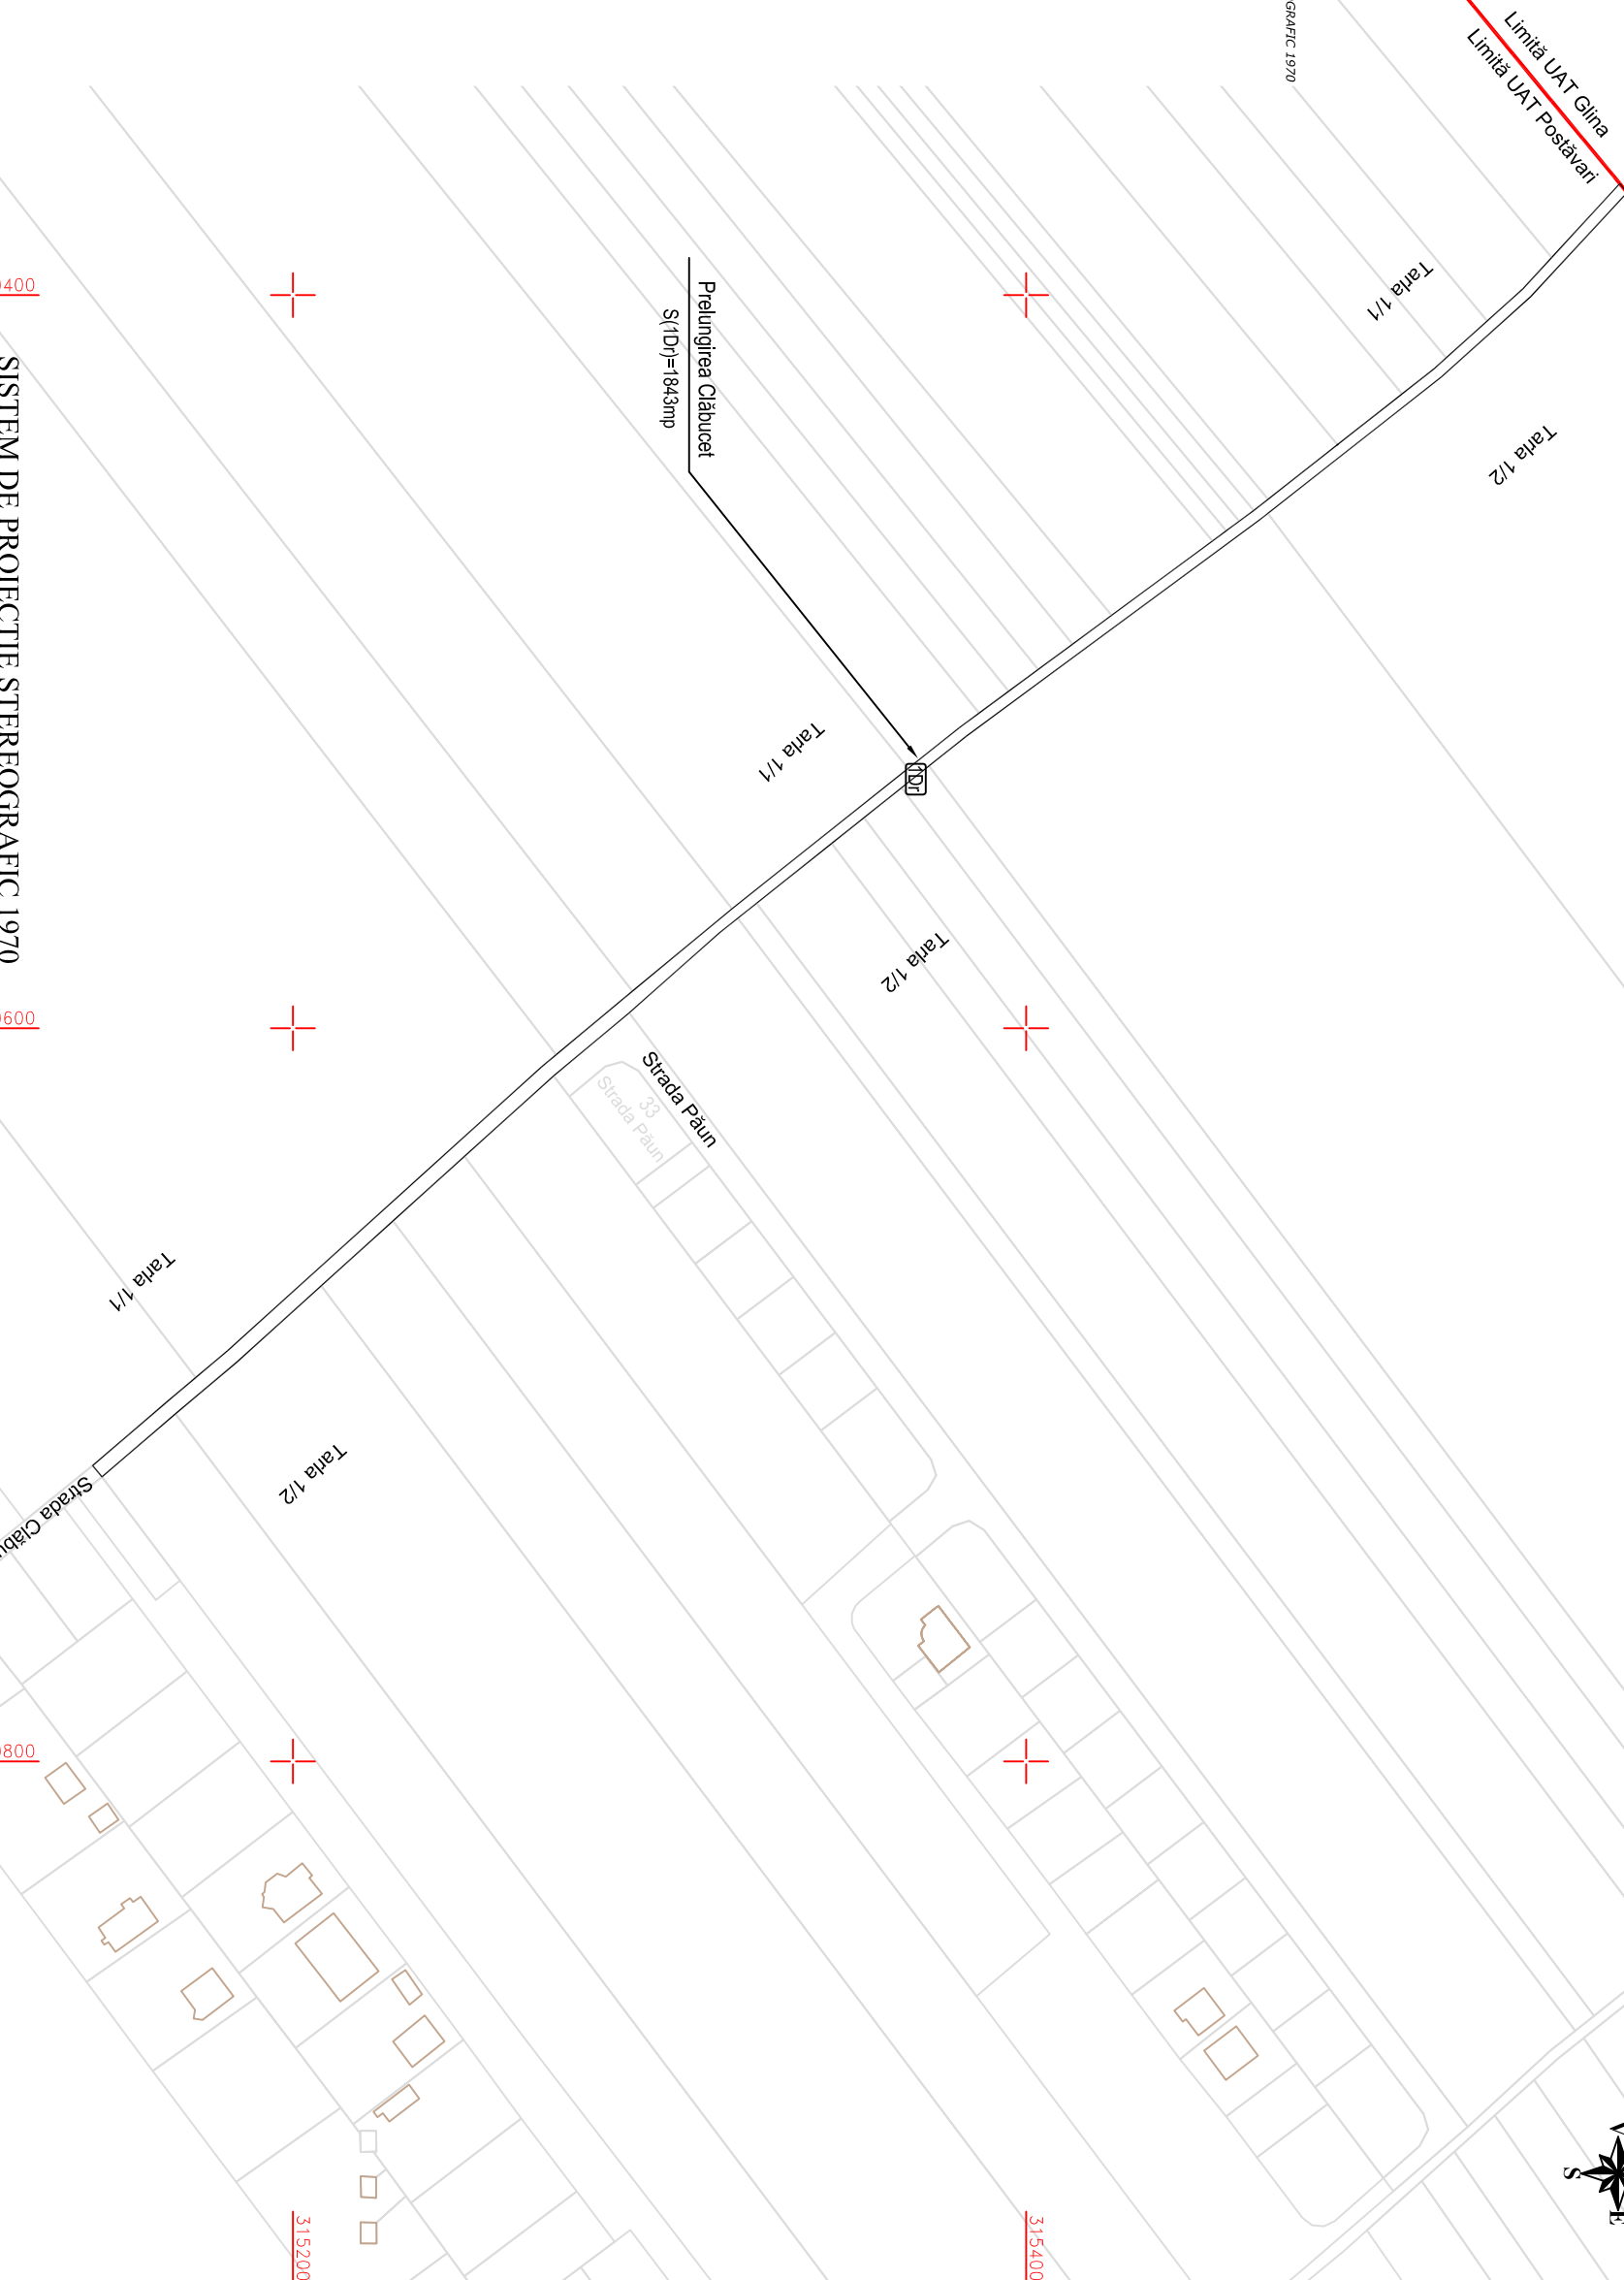 GRAFIC 1970
Limită UAT Glina
Limită UAT Postăvari
Tarla 1/1
Tarla 1/2
400
Prelungirea Clăbucet
S(1Dr)=1843mp
SISTEM DE PROIECTIE STEREOGRAFIC 1970
1Dr
Tarla 1/1
Tarla 1/2
600
Strada Păun
33
Strada Păun
Tarla 1/1
Tarla 1/2
Strada Clăbu
800
S
E
315200
315400